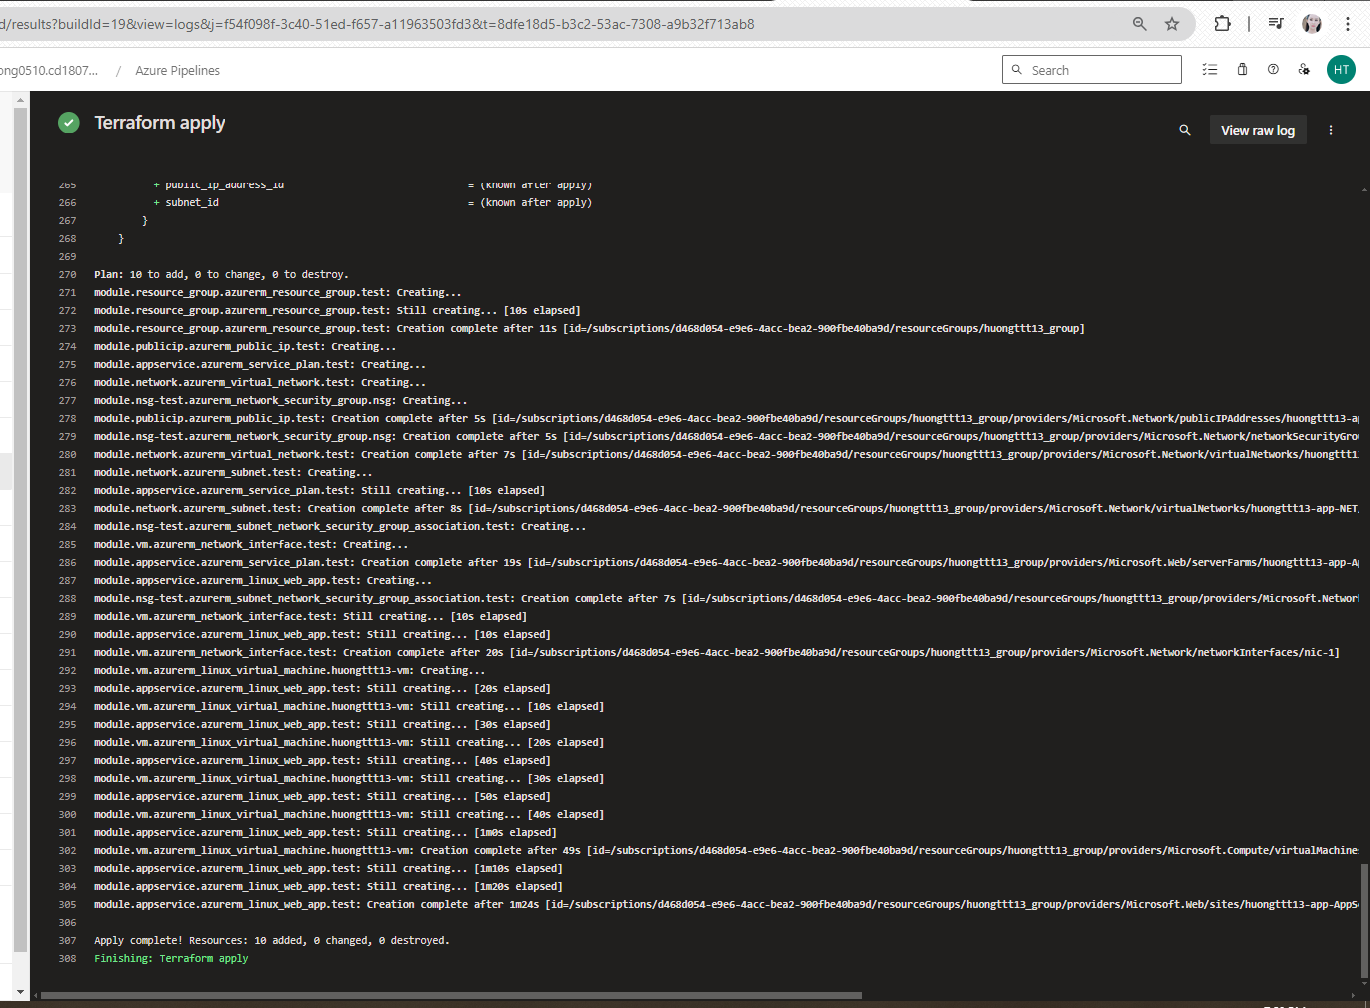 d/results?buildId=19&view=logs&j=f54f098f-3c40-51ed-f657-a11963503fd3&t=8dfe18d5-b3c2-53ac-7308-a9b32f713ab8
ong0510.cd1807... / Azure Pipelines
Search
HT
Terraform apply
View raw log
265 + public_ip_address_id = (known after apply)
266 + subnet_id = (known after apply)
267 }
268 }
269
270 Plan: 10 to add, 0 to change, 0 to destroy.
271 module.resource_group.azurerm_resource_group.test: Creating...
272 module.resource_group.azurerm_resource_group.test: Still creating... [10s elapsed]
273 module.resource_group.azurerm_resource_group.test: Creation complete after 11s [id=/subscriptions/d468d054-e9e6-4acc-bea2-900fbe40ba9d/resourceGroups/huongttt13_group]
274 module.publicip.azurerm_public_ip.test: Creating...
275 module.appservice.azurerm_service_plan.test: Creating...
276 module.network.azurerm_virtual_network.test: Creating...
277 module.nsg-test.azurerm_network_security_group.nsg: Creating...
278 module.publicip.azurerm_public_ip.test: Creation complete after 5s [id=/subscriptions/d468d054-e9e6-4acc-bea2-900fbe40ba9d/resourceGroups/huongttt13_group/providers/Microsoft.Network/publicIPAddresses/huongttt13-ap
279 module.nsg-test.azurerm_network_security_group.nsg: Creation complete after 5s [id=/subscriptions/d468d054-e9e6-4acc-bea2-900fbe40ba9d/resourceGroups/huongttt13_group/providers/Microsoft.Network/networkSecurityGrou
280 module.network.azurerm_virtual_network.test: Creation complete after 7s [id=/subscriptions/d468d054-e9e6-4acc-bea2-900fbe40ba9d/resourceGroups/huongttt13_group/providers/Microsoft.Network/virtualNetworks/huongttt13
281 module.network.azurerm_subnet.test: Creating...
282 module.appservice.azurerm_service_plan.test: Still creating... [10s elapsed]
283 module.network.azurerm_subnet.test: Creation complete after 8s [id=/subscriptions/d468d054-e9e6-4acc-bea2-900fbe40ba9d/resourceGroups/huongttt13_group/providers/Microsoft.Network/virtualNetworks/huongttt13-app-NET/
284 module.nsg-test.azurerm_subnet_network_security_group_association.test: Creating...
285 module.vm.azurerm_network_interface.test: Creating...
286 module.appservice.azurerm_service_plan.test: Creation complete after 19s [id=/subscriptions/d468d054-e9e6-4acc-bea2-900fbe40ba9d/resourceGroups/huongttt13_group/providers/Microsoft.Web/serverFarms/huongttt13-app-Ap
287 module.appservice.azurerm_linux_web_app.test: Creating...
288 module.nsg-test.azurerm_subnet_network_security_group_association.test: Creation complete after 7s [id=/subscriptions/d468d054-e9e6-4acc-bea2-900fbe40ba9d/resourceGroups/huongttt13_group/providers/Microsoft.Network
289 module.vm.azurerm_network_interface.test: Still creating... [10s elapsed]
290 module.appservice.azurerm_linux_web_app.test: Still creating... [10s elapsed]
291 module.vm.azurerm_network_interface.test: Creation complete after 20s [id=/subscriptions/d468d054-e9e6-4acc-bea2-900fbe40ba9d/resourceGroups/huongttt13_group/providers/Microsoft.Network/networkInterfaces/nic-1]
292 module.vm.azurerm_linux_virtual_machine.huongttt13-vm: Creating...
293 module.appservice.azurerm_linux_web_app.test: Still creating... [20s elapsed]
294 module.vm.azurerm_linux_virtual_machine.huongttt13-vm: Still creating... [10s elapsed]
295 module.appservice.azurerm_linux_web_app.test: Still creating... [30s elapsed]
296 module.vm.azurerm_linux_virtual_machine.huongttt13-vm: Still creating... [20s elapsed]
297 module.appservice.azurerm_linux_web_app.test: Still creating... [40s elapsed]
298 module.vm.azurerm_linux_virtual_machine.huongttt13-vm: Still creating... [30s elapsed]
299 module.appservice.azurerm_linux_web_app.test: Still creating... [50s elapsed]
300 module.vm.azurerm_linux_virtual_machine.huongttt13-vm: Still creating... [40s elapsed]
301 module.appservice.azurerm_linux_web_app.test: Still creating... [1m0s elapsed]
302 module.vm.azurerm_linux_virtual_machine.huongttt13-vm: Creation complete after 49s [id=/subscriptions/d468d054-e9e6-4acc-bea2-900fbe40ba9d/resourceGroups/huongttt13_group/providers/Microsoft.Compute/virtualMachines
303 module.appservice.azurerm_linux_web_app.test: Still creating... [1m10s elapsed]
304 module.appservice.azurerm_linux_web_app.test: Still creating... [1m20s elapsed]
305 module.appservice.azurerm_linux_web_app.test: Creation complete after 1m24s [id=/subscriptions/d468d054-e9e6-4acc-bea2-900fbe40ba9d/resourceGroups/huongttt13_group/providers/Microsoft.Web/sites/huongttt13-app-AppSe
306
307 Apply complete! Resources: 10 added, 0 changed, 0 destroyed.
308 Finishing: Terraform apply